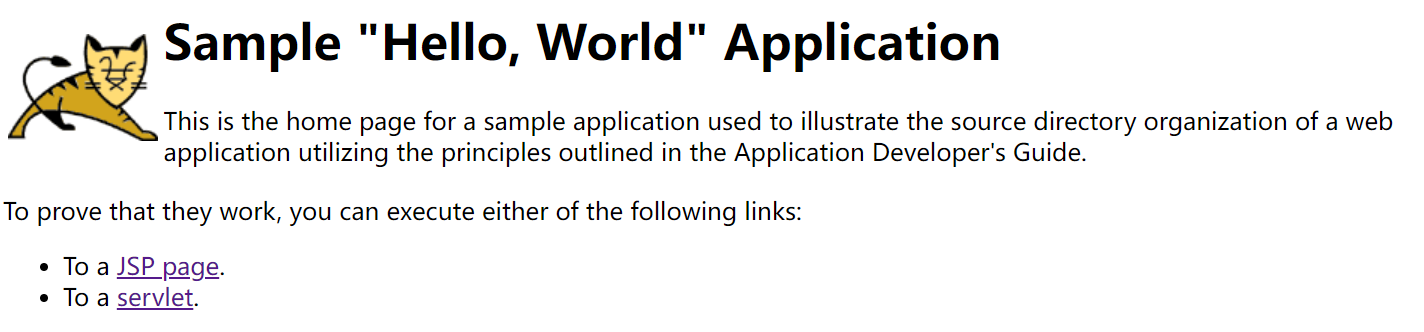 Sample "Hello, World" Application
This is the home page for a sample application used to illustrate the source directory organization of a web
application utilizing the principles outlined in the Application Developer's Guide.
To prove that they work, you can execute either of the following links:
• To a JSP page.
• To a servlet.